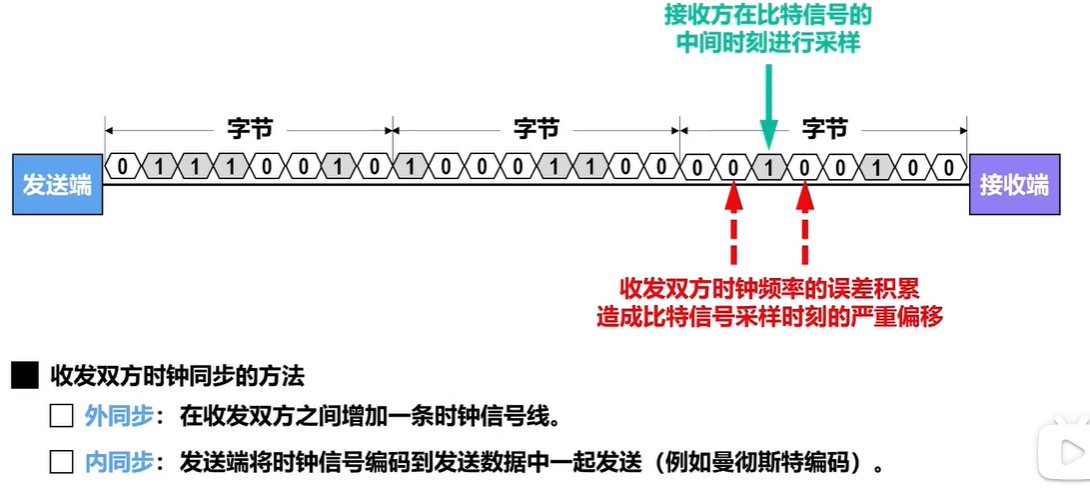 接收方在比特信号的
中间时刻进行采样
字节 字节 字节
发送端 0 1 1 1 0 0 1 0 1 0 0 0 1 1 0 0 0 0 1 0 0 1 0 0 接收端
收发双方时钟频率的误差积累
造成比特信号采样时刻的严重偏移
收发双方时钟同步的方法
外同步：在收发双方之间增加一条时钟信号线。
内同步：发送端将时钟信号编码到发送数据中一起发送（例如曼彻斯特编码）。